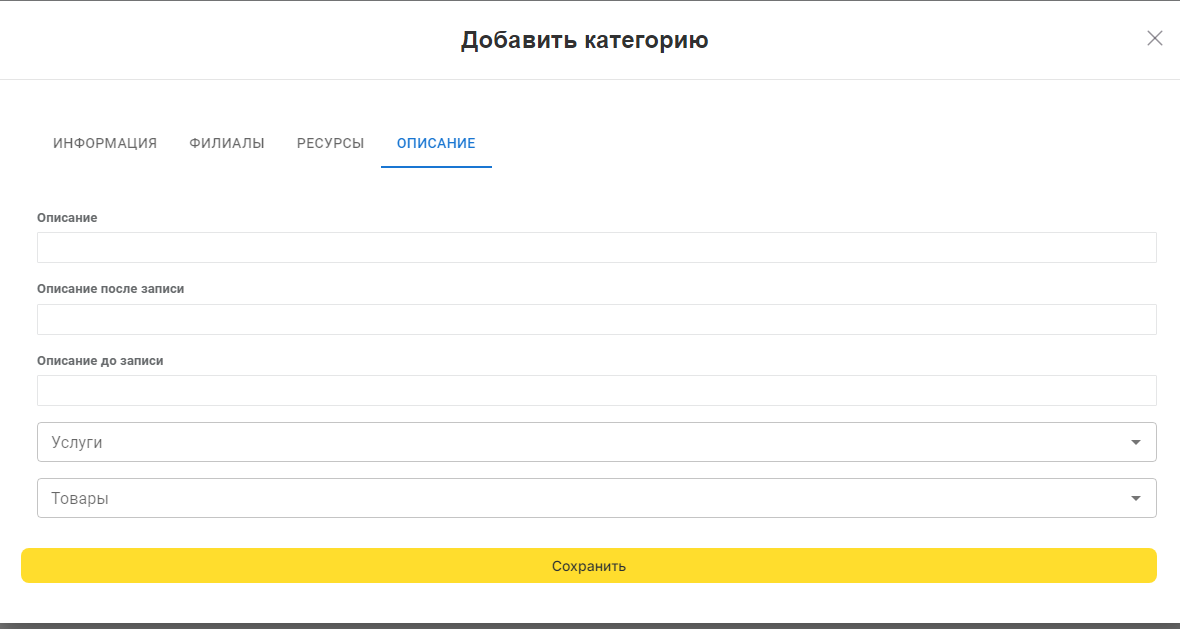 Добавить категорию
ИНФОРМАЦИЯ ФИЛИАЛЫ РЕСУРСЫ ОПИСАНИЕ
Описание
Описание после записи
Описание до записи
Услуги
Товары
Сохранить